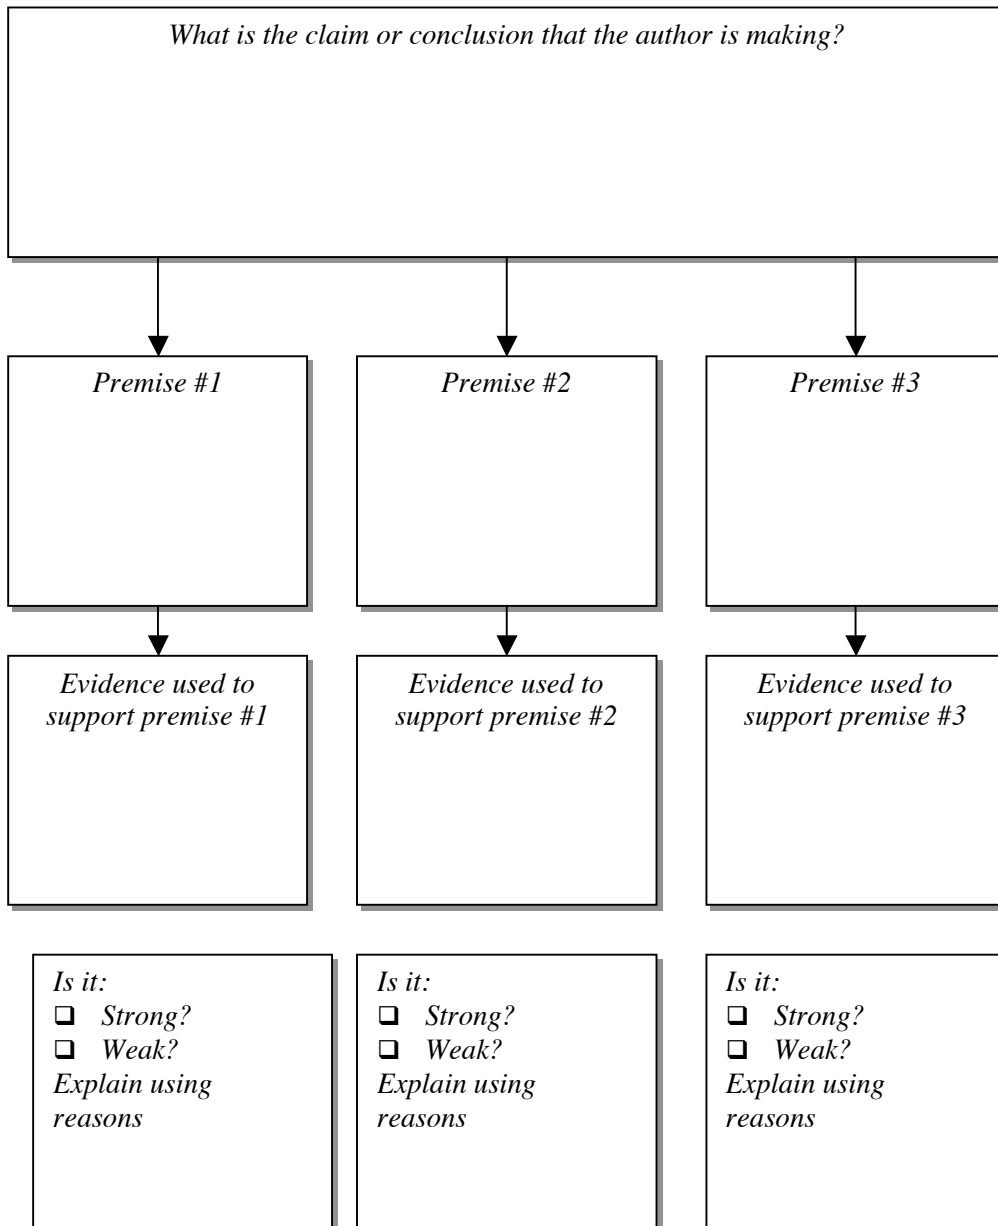 What is the claim or conclusion that the author is making?
Premise #1
Premise #2
Premise #3
Evidence used to
support premise #1
Evidence used to
support premise #2
Evidence used to
support premise #3
Is it:
❑ Strong?
❑ Weak?
Explain using
reasons
Is it:
❑ Strong?
❑ Weak?
Explain using
reasons
Is it:
❑ Strong?
❑ Weak?
Explain using
reasons